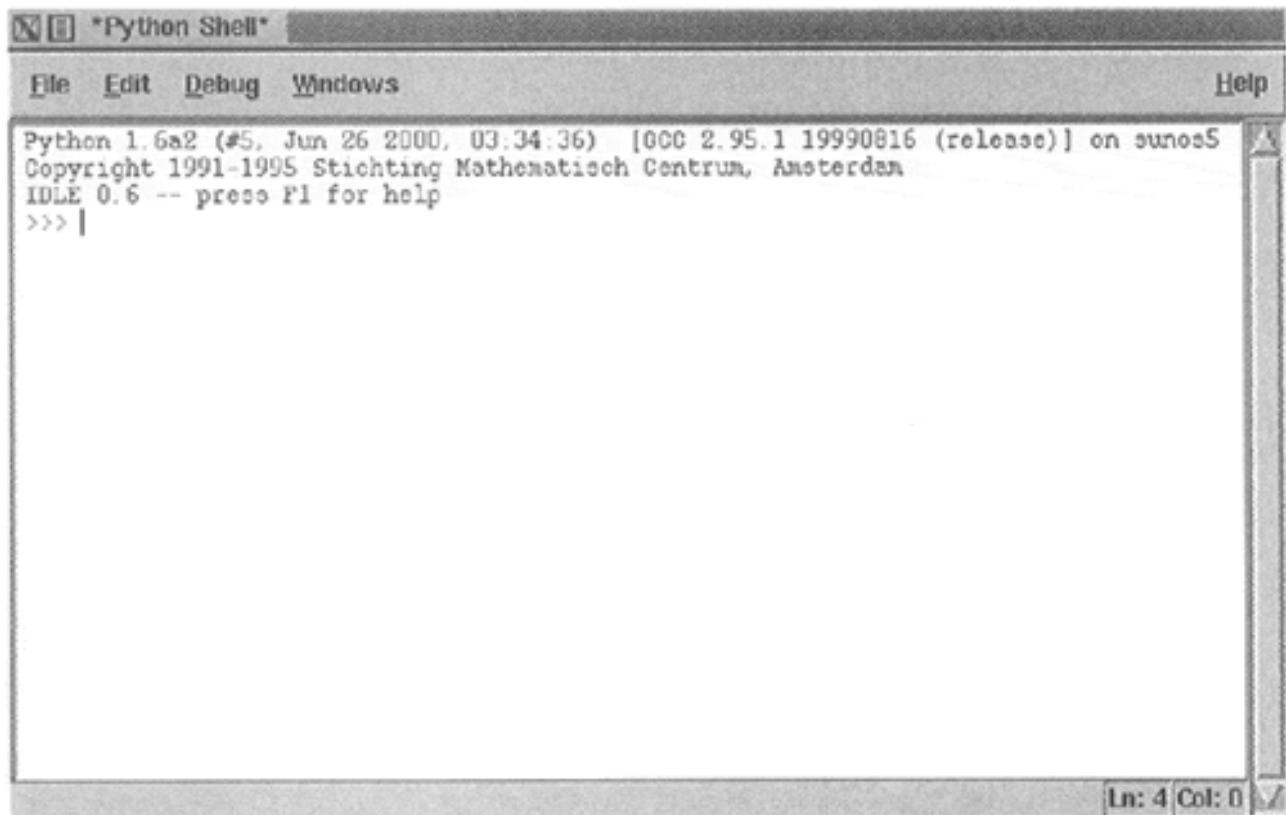 *Python Shell*
File Edit Debug Windows Help
Python 1.6a2 (#5, Jun 26 2000, 03:34:36) [GCC 2.95.1 19990816 (release)] on sunos5
Copyright 1991-1995 Stichting Mathematisch Centrum, Amsterdam
IDLE 0.6 -- press F1 for help
>>>
Ln: 4 Col: 0